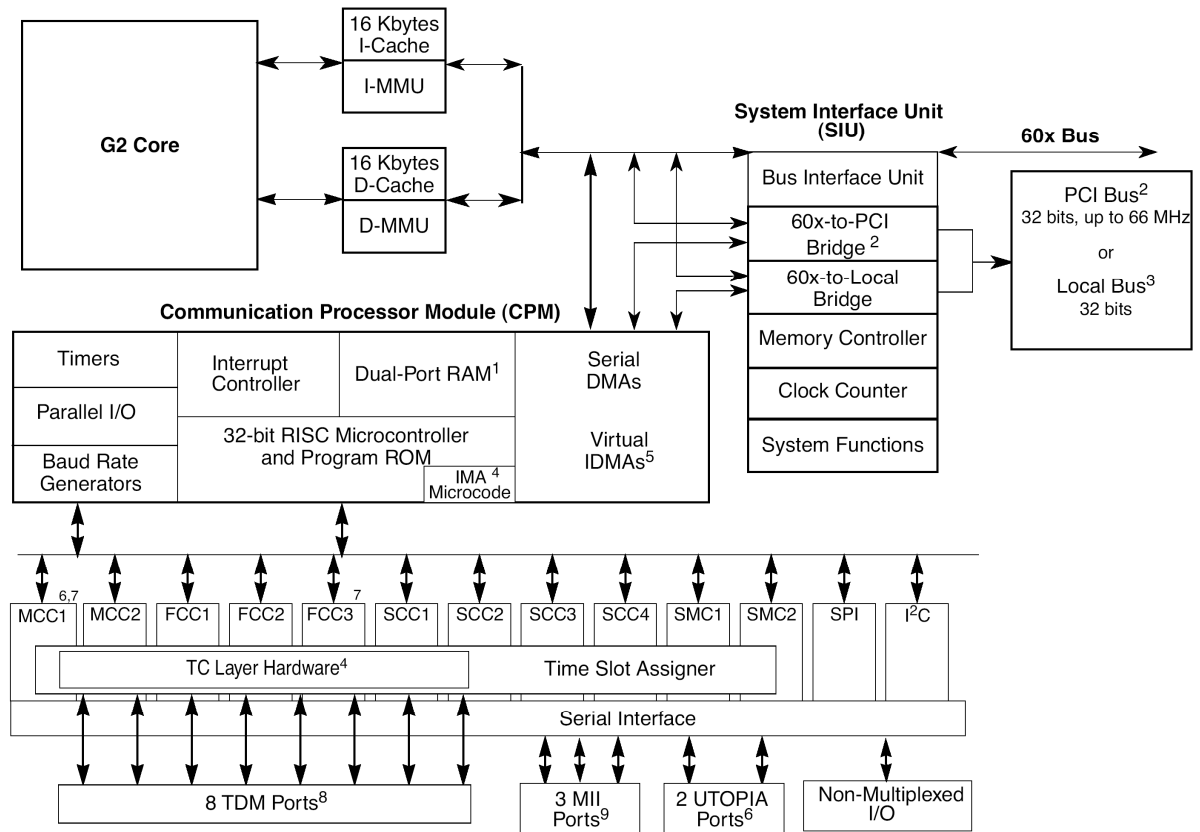 16 Kbytes
I-Cache
I-MMU
G2 Core
16 Kbytes
D-Cache
D-MMU
System Interface Unit
(SIU)
60x Bus
Bus Interface Unit
60x-to-PCI
Bridge 2
60x-to-Local
Bridge
Memory Controller
Clock Counter
System Functions
PCI Bus2
32 bits, up to 66 MHz
or
Local Bus3
32 bits
Communication Processor Module (CPM)
Timers
Parallel I/O
Baud Rate
Generators
Interrupt
Controller
Dual-Port RAM1
32-bit RISC Microcontroller
and Program ROM
IMA 4
Microcode
Serial
DMAs
Virtual
IDMAs5
MCC1 6,7
MCC2
FCC1
FCC2
FCC3 7
SCC1
SCC2
SCC3
SCC4
SMC1
SMC2
SPI
I2C
TC Layer Hardware4
Time Slot Assigner
Serial Interface
8 TDM Ports8
3 MII
Ports9
2 UTOPIA
Ports6
Non-Multiplexed
I/O